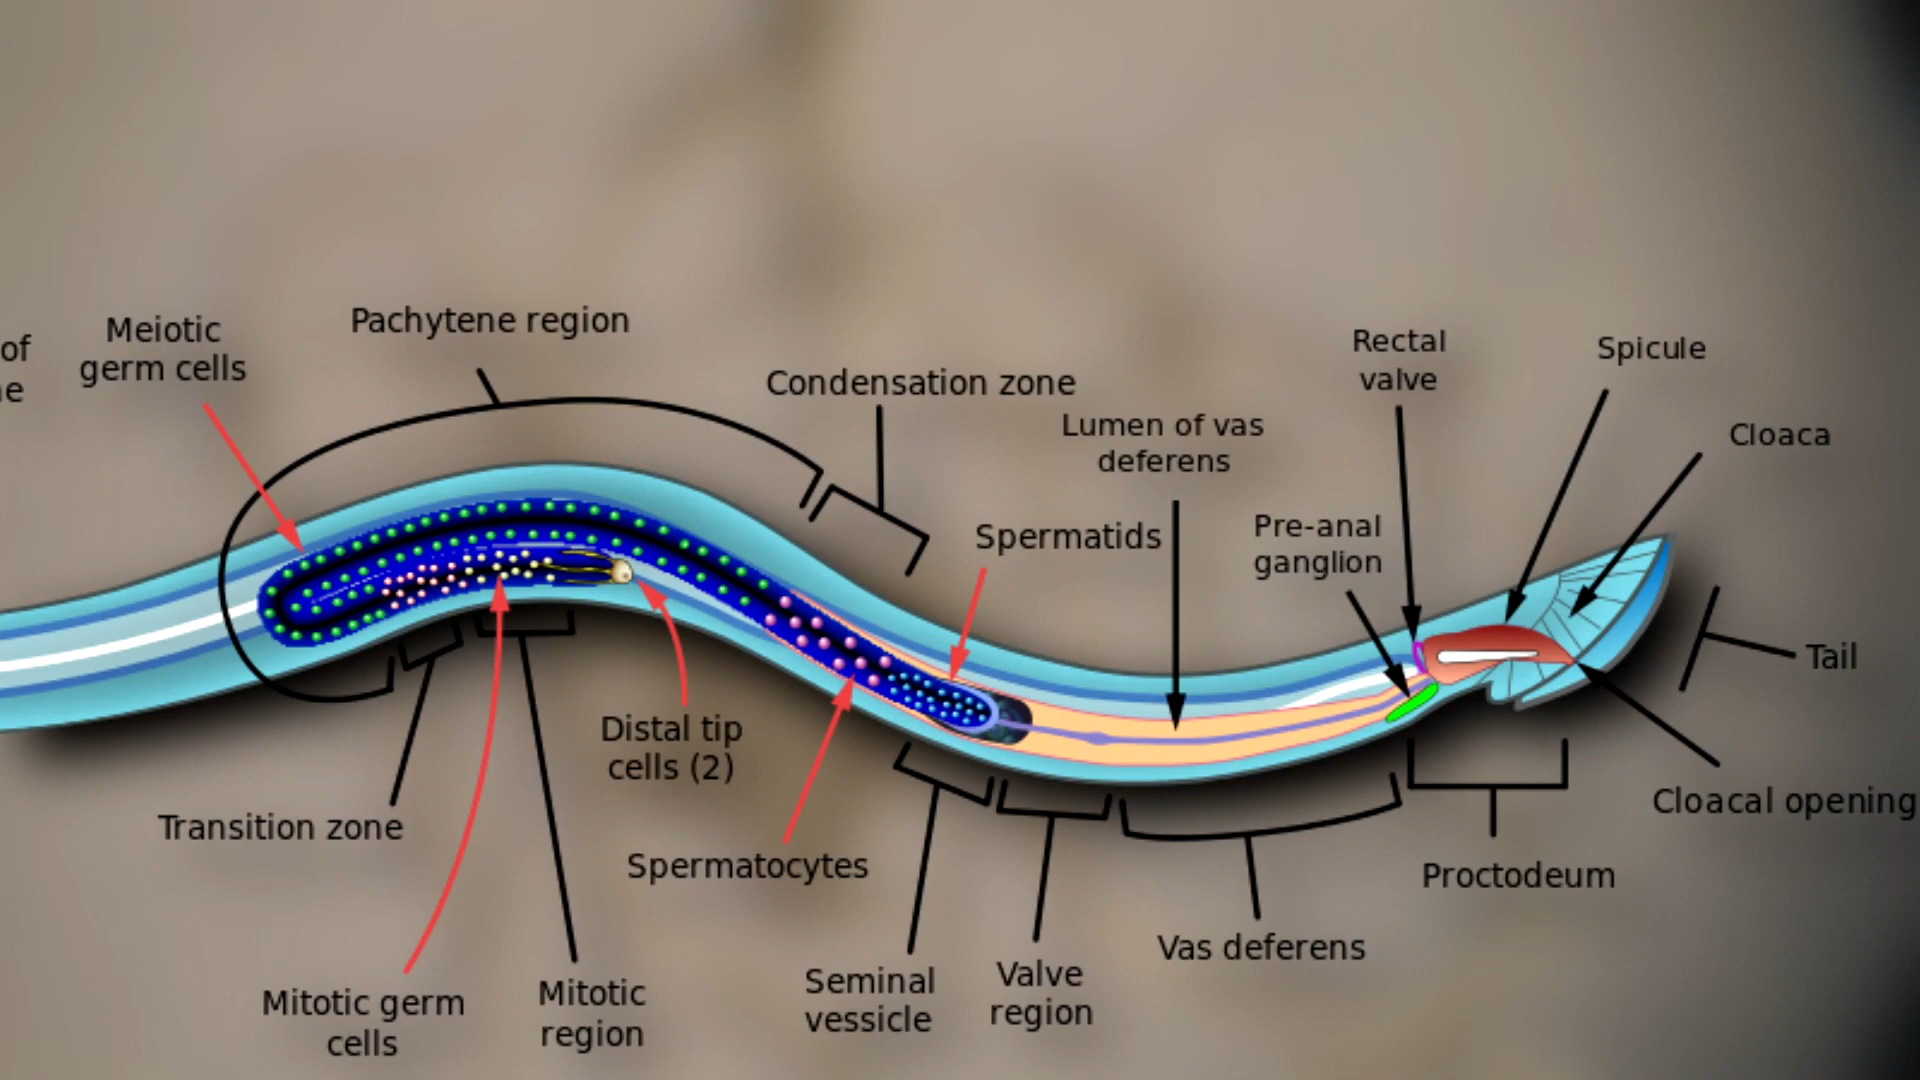 of
Meiotic
germ cells
Pachytene region
Condensation zone
Lumen of vas
deferens
Spermatids
Pre-anal
ganglion
Rectal
valve
Spicule
Cloaca
Tail
Cloacal opening
Proctodeum
Vas deferens
Valve
region
Seminal
vessicle
Spermatocytes
Distal tip
cells (2)
Mitotic
region
Mitotic germ
cells
Transition zone